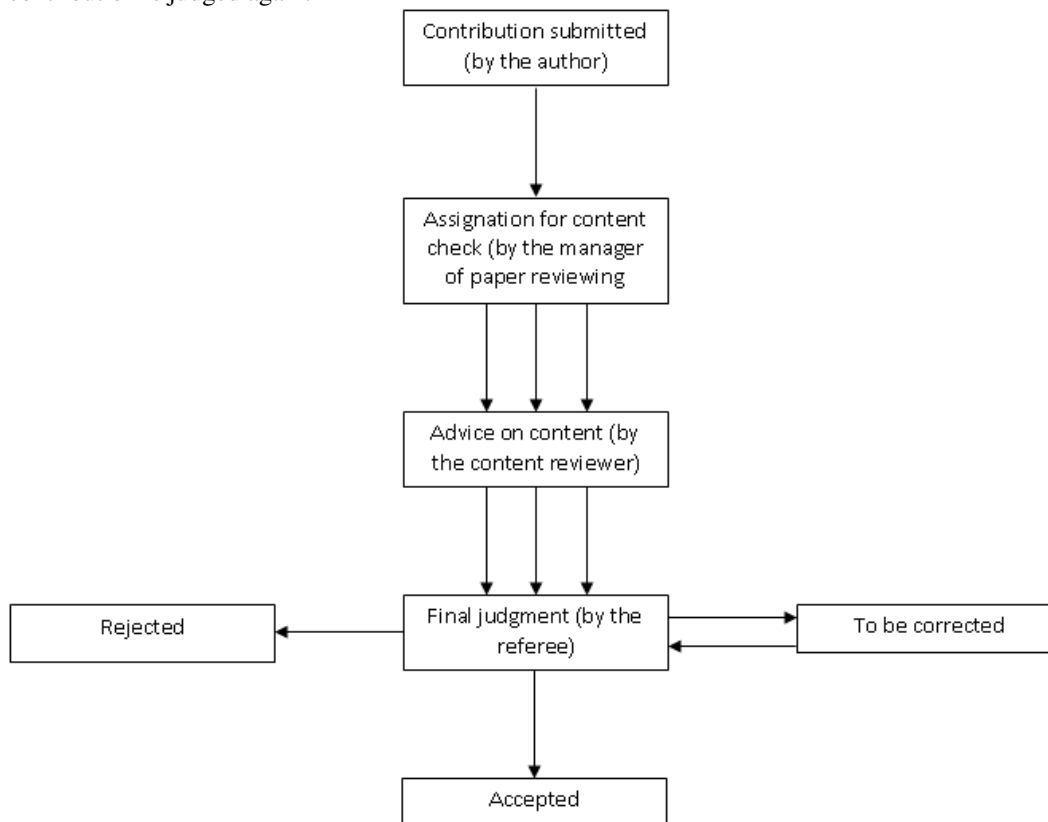 Contribution submitted
(by the author)
Assignation for content
check (by the manager
of paper reviewing
Advice on content (by
the content reviewer)
Final judgment (by the
referee)
Rejected
To be corrected
Accepted